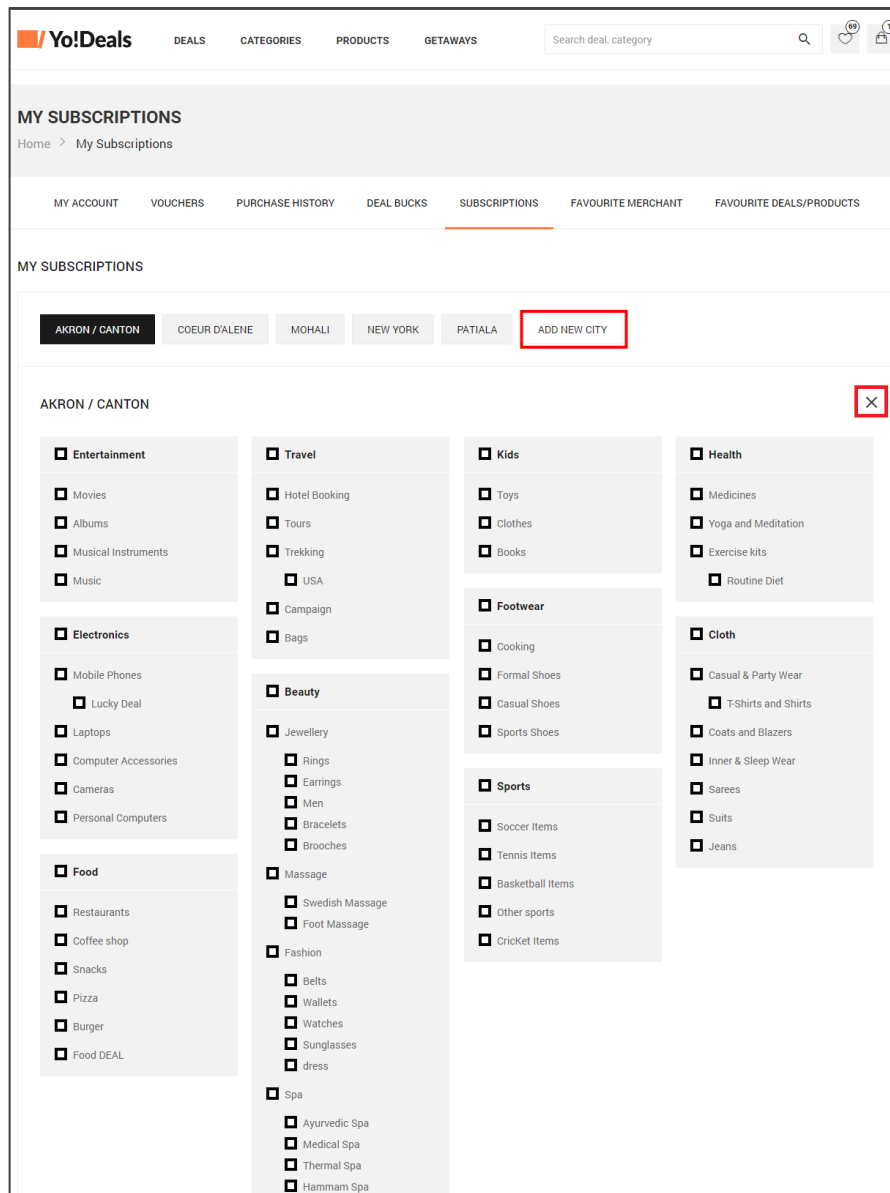 Yo!Deals
DEALS
CATEGORIES
PRODUCTS
GETAWAYS
Search deal, category
69
MY SUBSCRIPTIONS
Home > My Subscriptions
MY ACCOUNT
VOUCHERS
PURCHASE HISTORY
DEAL BUCKS
SUBSCRIPTIONS
FAVOURITE MERCHANT
FAVOURITE DEALS/PRODUCTS
MY SUBSCRIPTIONS
AKRON / CANTON
COEUR D'ALENE
MOHALI
NEW YORK
PATIALA
ADD NEW CITY
AKRON / CANTON
Entertainment
Movies
Albums
Musical Instruments
Music
Electronics
Mobile Phones
Lucky Deal
Laptops
Computer Accessories
Cameras
Personal Computers
Food
Restaurants
Coffee shop
Snacks
Pizza
Burger
Food DEAL
Travel
Hotel Booking
Tours
Trekking
USA
Campaign
Bags
Beauty
Jewellery
Rings
Earrings
Men
Bracelets
Brooches
Massage
Swedish Massage
Foot Massage
Fashion
Belts
Wallets
Watches
Sunglasses
dress
Spa
Ayurvedic Spa
Medical Spa
Thermal Spa
Hammam Spa
Kids
Toys
Clothes
Books
Footwear
Cooking
Formal Shoes
Casual Shoes
Sports Shoes
Sports
Soccer Items
Tennis Items
Basketball Items
Other sports
CricKet Items
Health
Medicines
Yoga and Meditation
Exercise kits
Routine Diet
Cloth
Casual & Party Wear
T-Shirts and Shirts
Coats and Blazers
Inner & Sleep Wear
Sarees
Suits
Jeans